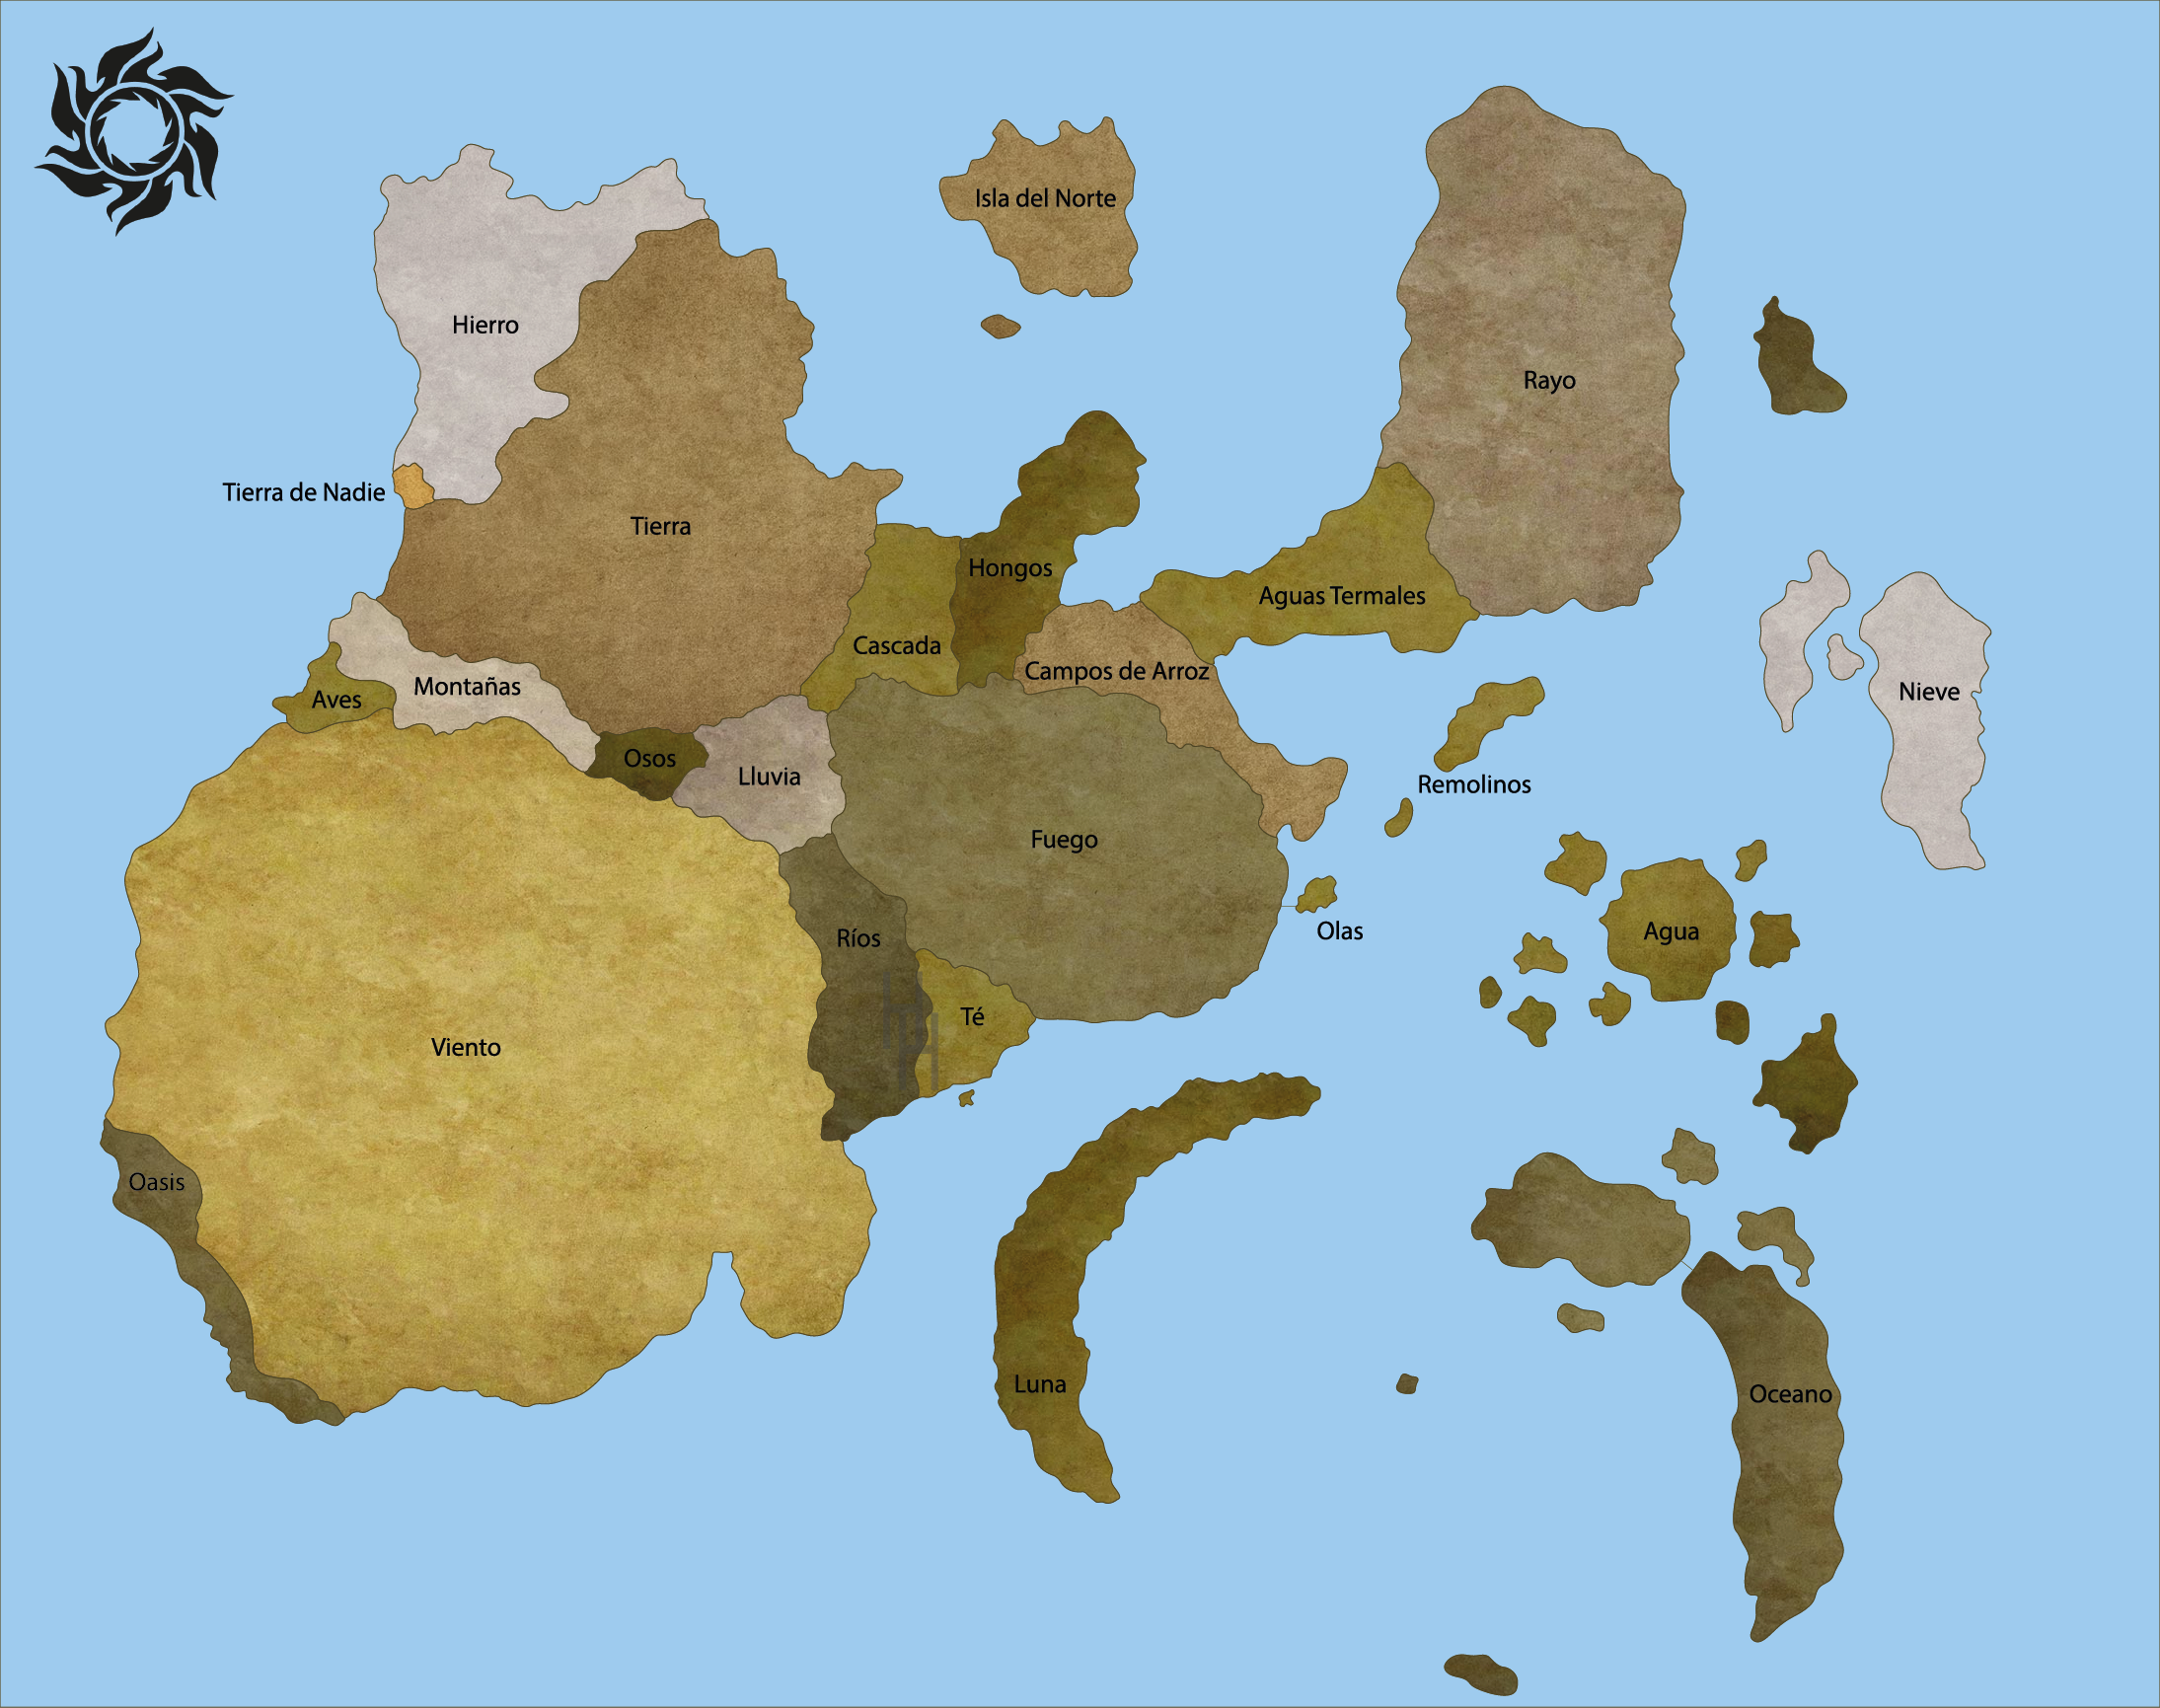 Isla del Norte
Hierro
Rayo
Tierra de Nadie
Tierra
Hongos
Aguas Termales
Cascada
Campos de Arroz
Montañas
Aves
Nieve
Osos
Lluvia
Remolinos
Fuego
Ríos
Olas
Agua
Té
Viento
Oasis
Luna
Oceano